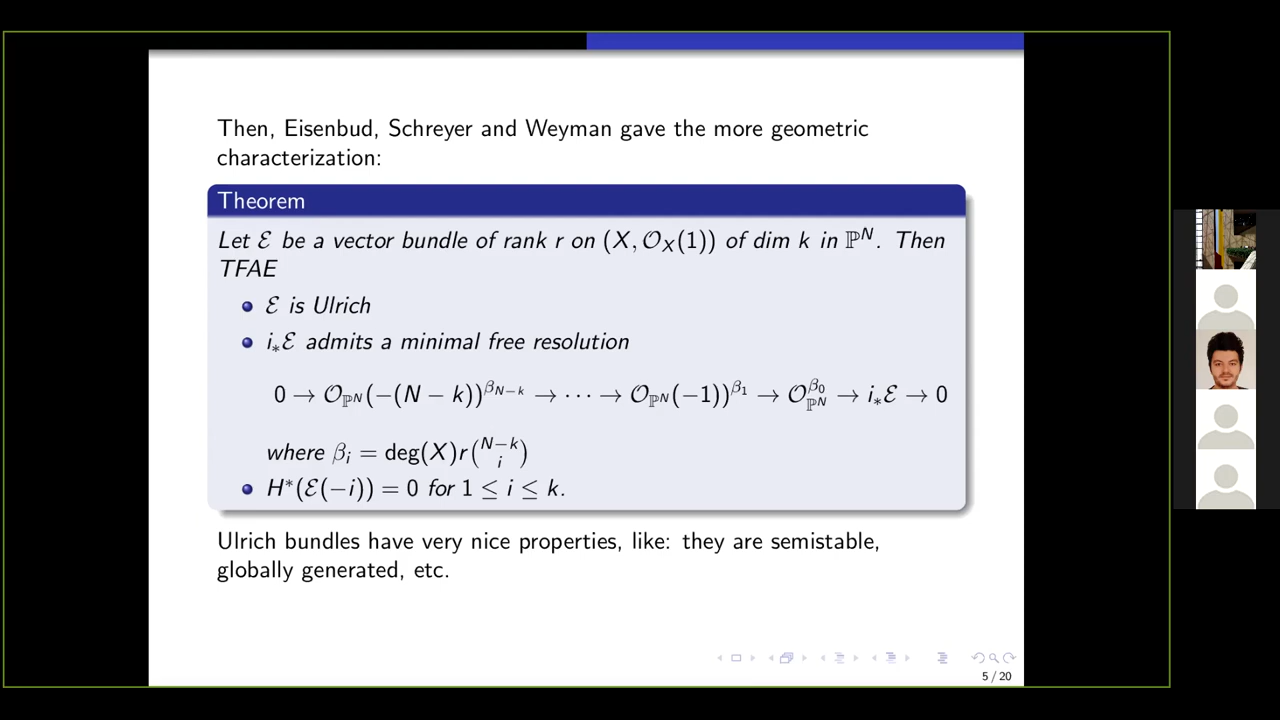 Then, Eisenbud, Schreyer and Weyman gave the more geometric
characterization:
Theorem
Let ℰ be a vector bundle of rank r on (X, 𝒪_X(1)) of dim k in ℙ^N. Then
TFAE
ℰ is Ulrich
i_*ℰ admits a minimal free resolution
0 → 𝒪_{ℙ^N}(−(N − k))^{β_{N−k}} → ⋯ → 𝒪_{ℙ^N}(−1))^{β_1} → 𝒪_{ℙ^N}^{β_0} → i_*ℰ → 0
where β_i = deg(X)r\binom{N−k}{i}
H^*(ℰ(−i)) = 0 for 1 ≤ i ≤ k.
Ulrich bundles have very nice properties, like: they are semistable,
globally generated, etc.
5 / 20